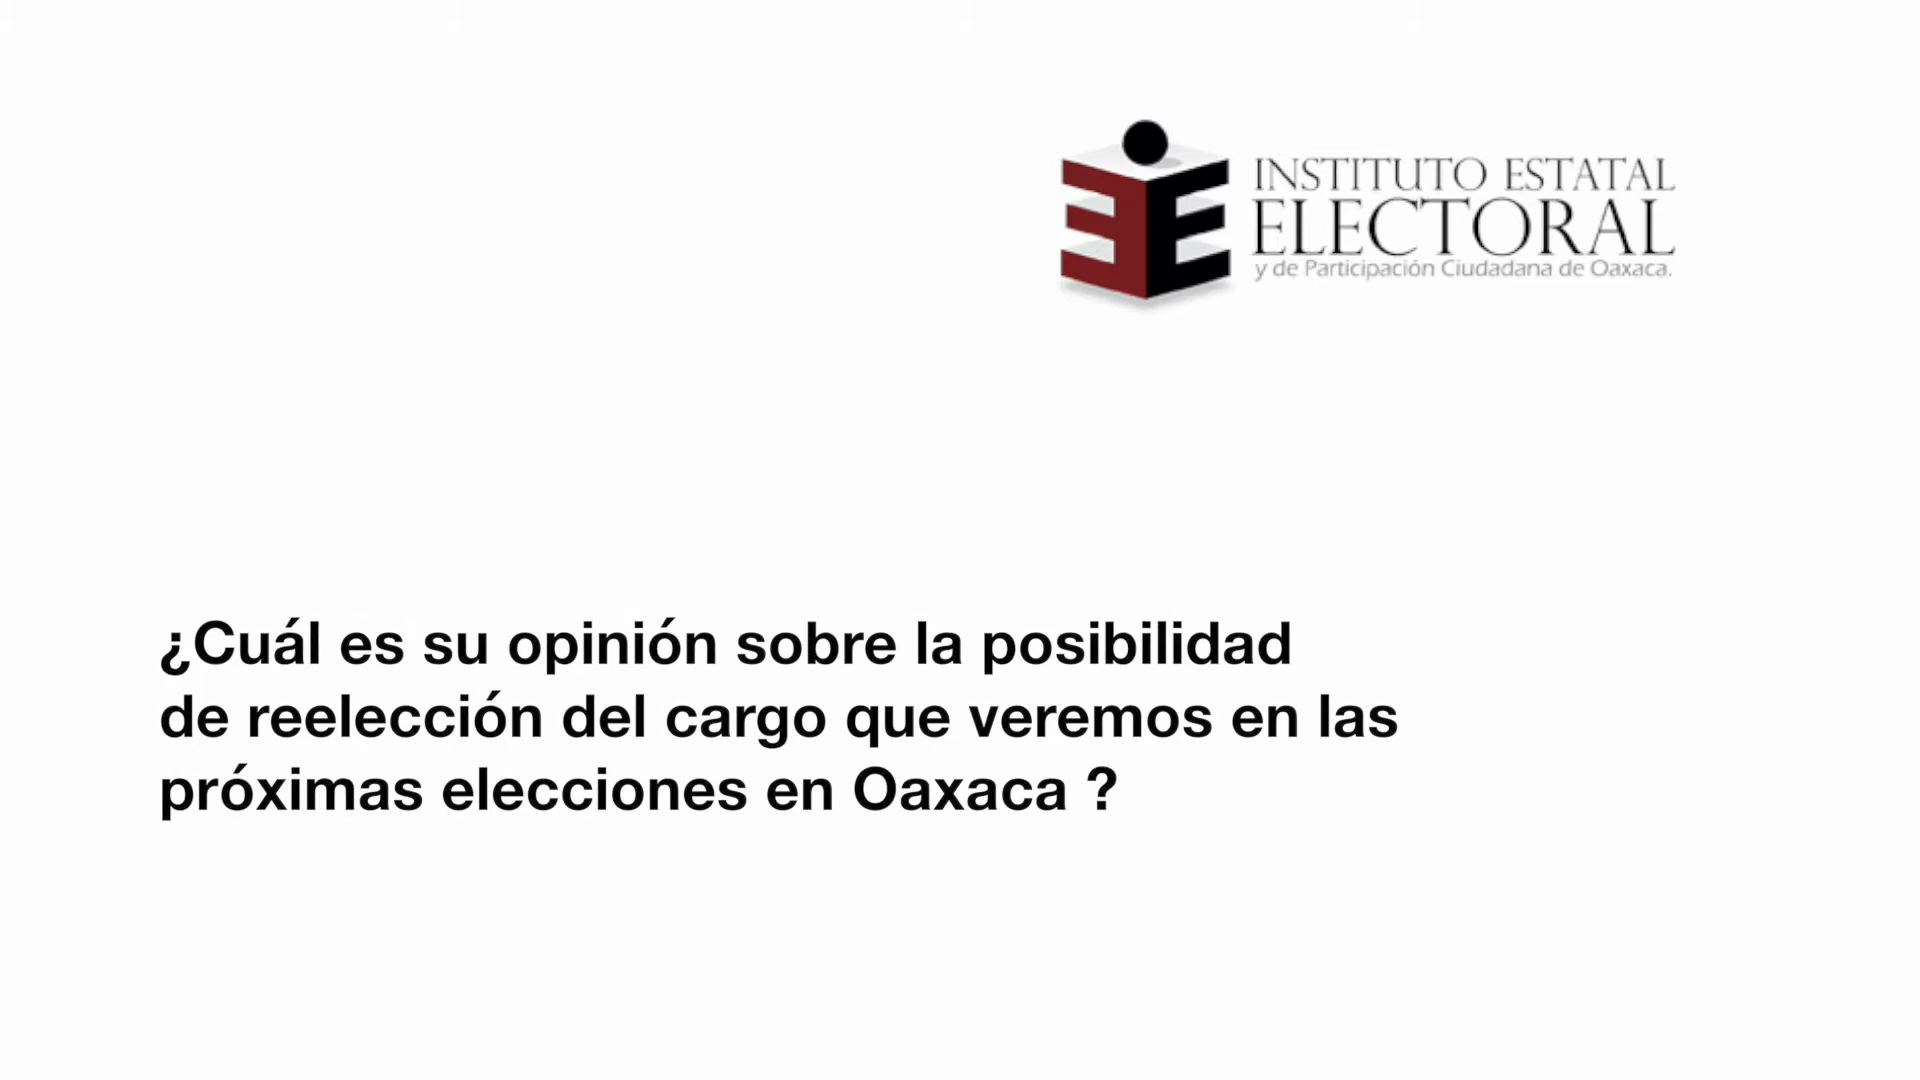 INSTITUTO ESTATAL
ELECTORAL
y de Participación Ciudadana de Oaxaca.
¿Cuál es su opinión sobre la posibilidad
de reelección del cargo que veremos en las
próximas elecciones en Oaxaca ?